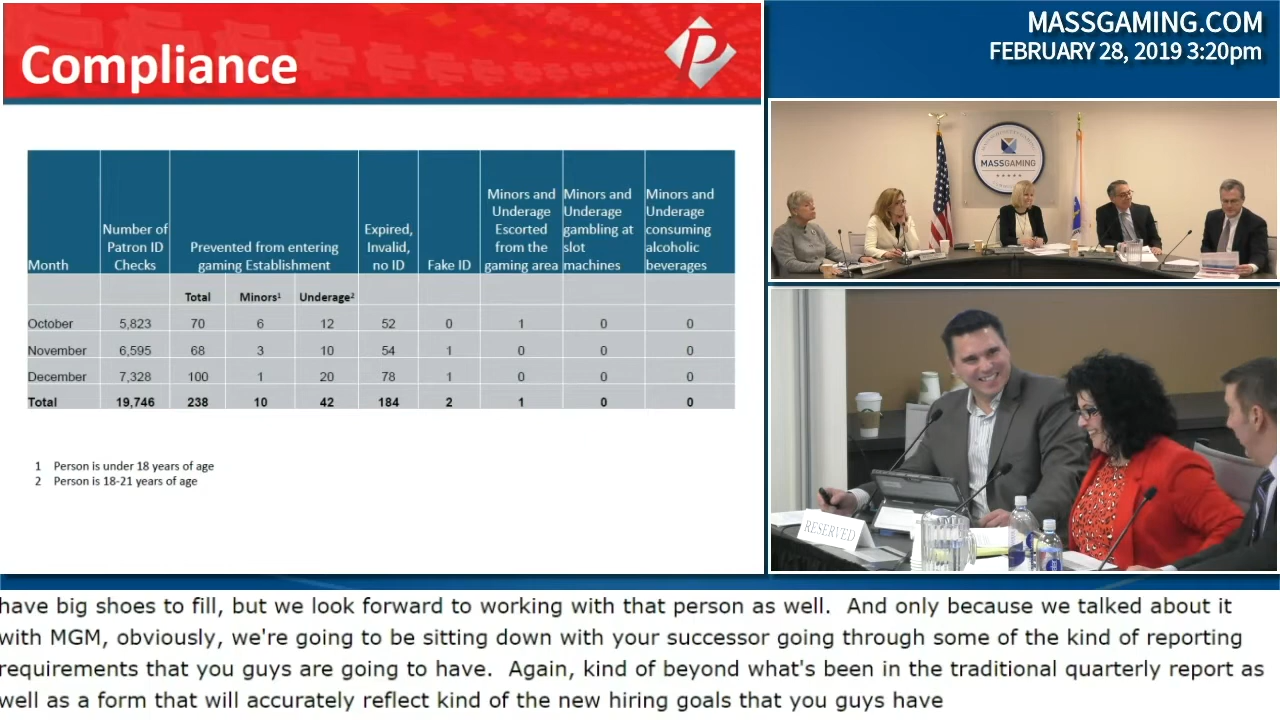 Compliance
MASSGAMING.COM
FEBRUARY 28, 2019 3:20pm
MASSGAMING
RESERVED
Month | Number of Patron ID Checks | Prevented from entering gaming Establishment | Expired, Invalid, no ID | Fake ID | Minors and Underage Escorted from the gaming area | Minors and Underage gambling at slot machines | Minors and Underage consuming alcoholic beverages
Total | Minors¹ | Underage²
October | 5,823 | 70 | 6 | 12 | 52 | 0 | 1 | 0 | 0
November | 6,595 | 68 | 3 | 10 | 54 | 1 | 0 | 0 | 0
December | 7,328 | 100 | 1 | 20 | 78 | 1 | 0 | 0 | 0
Total | 19,746 | 238 | 10 | 42 | 184 | 2 | 1 | 0 | 0
1 Person is under 18 years of age
2 Person is 18-21 years of age
have big shoes to fill, but we look forward to working with that person as well. And only because we talked about it
with MGM, obviously, we're going to be sitting down with your successor going through some of the kind of reporting
requirements that you guys are going to have. Again, kind of beyond what's been in the traditional quarterly report as
well as a form that will accurately reflect kind of the new hiring goals that you guys have